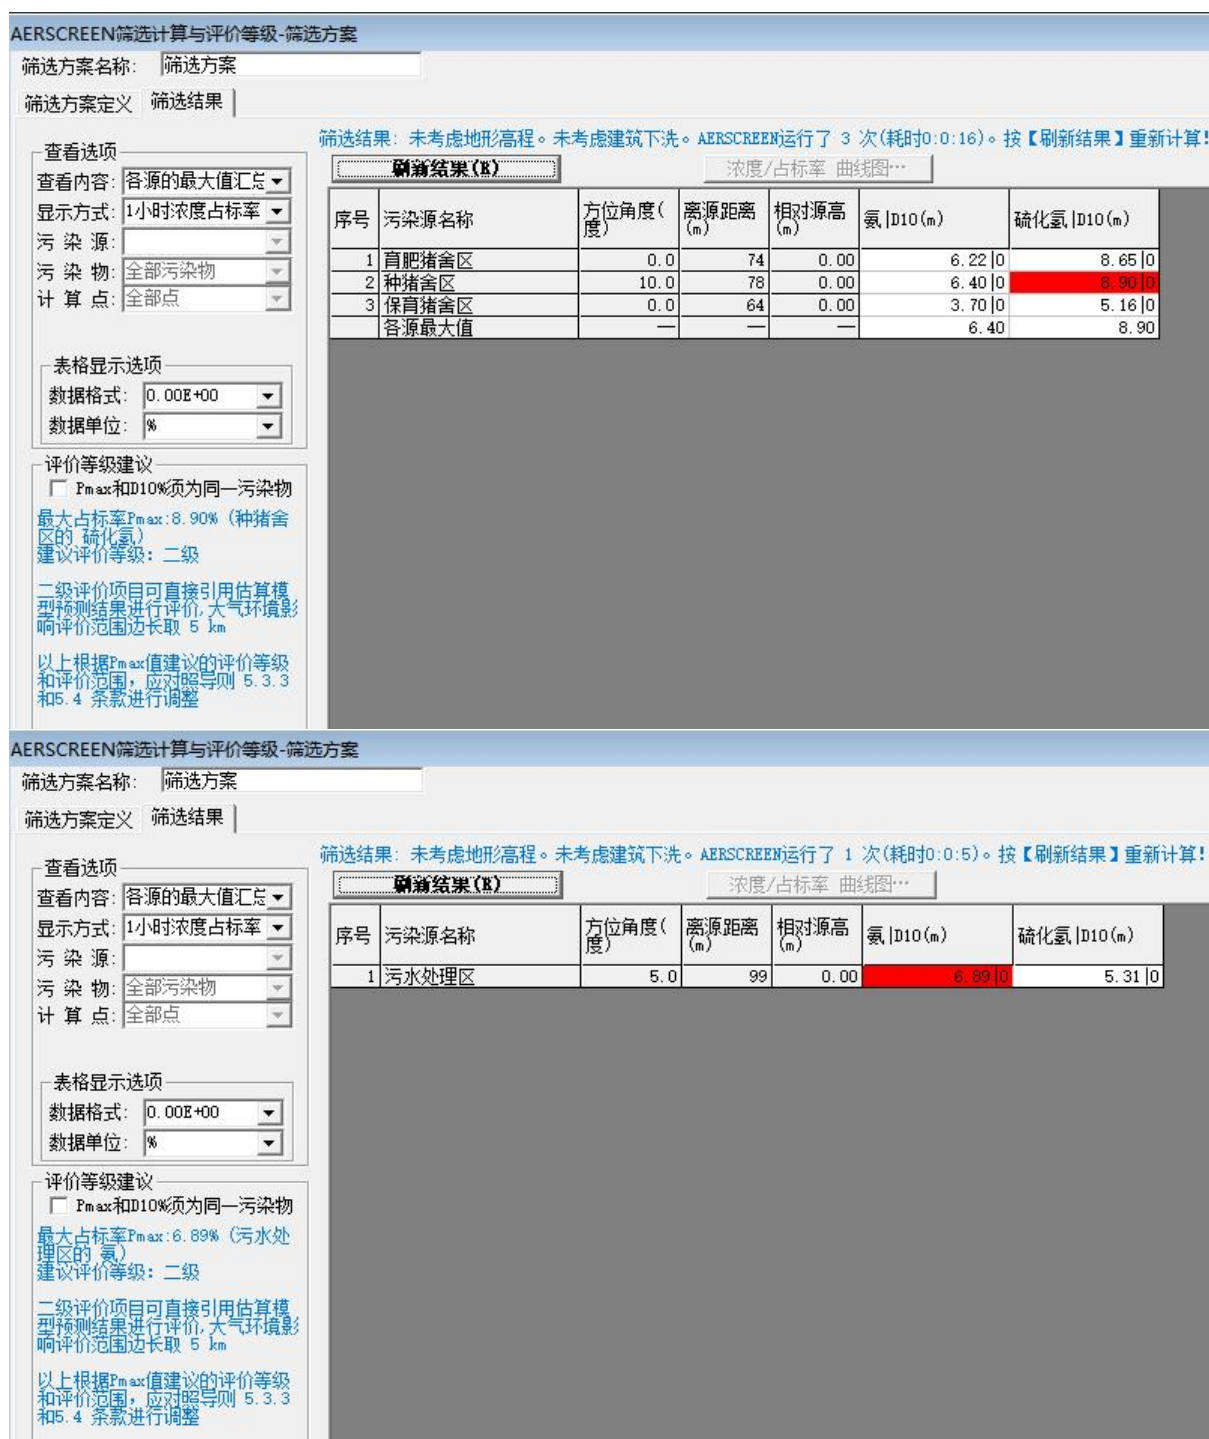 AERSCREEN筛选计算与评价等级-筛选方案
筛选方案名称: 筛选方案
筛选方案定义 筛选结果
筛选结果: 未考虑地形高程。未考虑建筑下洗。AERSCREEN运行了 3 次(耗时0:0:16)。按【刷新结果】重新计算!
查看选项
刷新结果(R) 浓度/占标率 曲线图…
查看内容: 各源的最大值汇总
显示方式: 1小时浓度占标率
污 染 源:
污 染 物: 全部污染物
计 算 点: 全部点
序号 污染源名称 方位角度(度) 离源距离(m) 相对源高(m) 氨|D10(m) 硫化氢|D10(m)
1 育肥猪舍区 0.0 74 0.00 6.22|0 8.65|0
2 种猪舍区 10.0 78 0.00 6.40|0 8.90|0
3 保育猪舍区 0.0 64 0.00 3.70|0 5.16|0
各源最大值 — — — 6.40 8.90
表格显示选项
数据格式: 0.00E+00
数据单位: %
评价等级建议
Pmax和D10%须为同一污染物
最大占标率Pmax:8.90% (种猪舍
区的 硫化氢)
建议评价等级: 二级
二级评价项目可直接引用估算模
型预测结果进行评价,大气环境影
响评价范围边长取 5 km
以上根据Pmax值建议的评价等级
和评价范围, 应对照导则 5.3.3
和5.4 条款进行调整
AERSCREEN筛选计算与评价等级-筛选方案
筛选方案名称: 筛选方案
筛选方案定义 筛选结果
筛选结果: 未考虑地形高程。未考虑建筑下洗。AERSCREEN运行了 1 次(耗时0:0:5)。按【刷新结果】重新计算!
查看选项
刷新结果(R) 浓度/占标率 曲线图…
查看内容: 各源的最大值汇总
显示方式: 1小时浓度占标率
污 染 源:
污 染 物: 全部污染物
计 算 点: 全部点
序号 污染源名称 方位角度(度) 离源距离(m) 相对源高(m) 氨|D10(m) 硫化氢|D10(m)
1 污水处理区 5.0 99 0.00 6.89|0 5.31|0
表格显示选项
数据格式: 0.00E+00
数据单位: %
评价等级建议
Pmax和D10%须为同一污染物
最大占标率Pmax:6.89% (污水处
理区的 氨)
建议评价等级: 二级
二级评价项目可直接引用估算模
型预测结果进行评价,大气环境影
响评价范围边长取 5 km
以上根据Pmax值建议的评价等级
和评价范围, 应对照导则 5.3.3
和5.4 条款进行调整